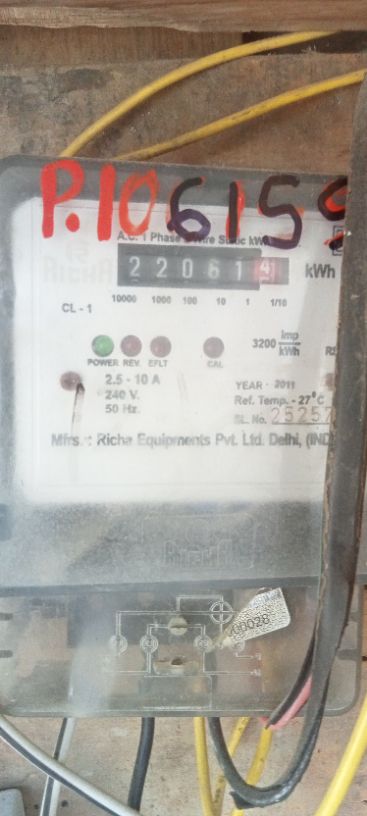 P.106159
A.C. 1 Phase 2 Wire Static kWh
RICHA
220614 kWh
CL - 1 10000 1000 100 10 1 1/10
3200 imp/kWh
POWER REV. EFLT CAL
2.5 - 10 A
240 V.
50 Hz.
YEAR - 2011
Ref. Temp. - 27°C
SL. No. 25257
Mfrs. : Richa Equipments Pvt. Ltd. Delhi, (IND
00028